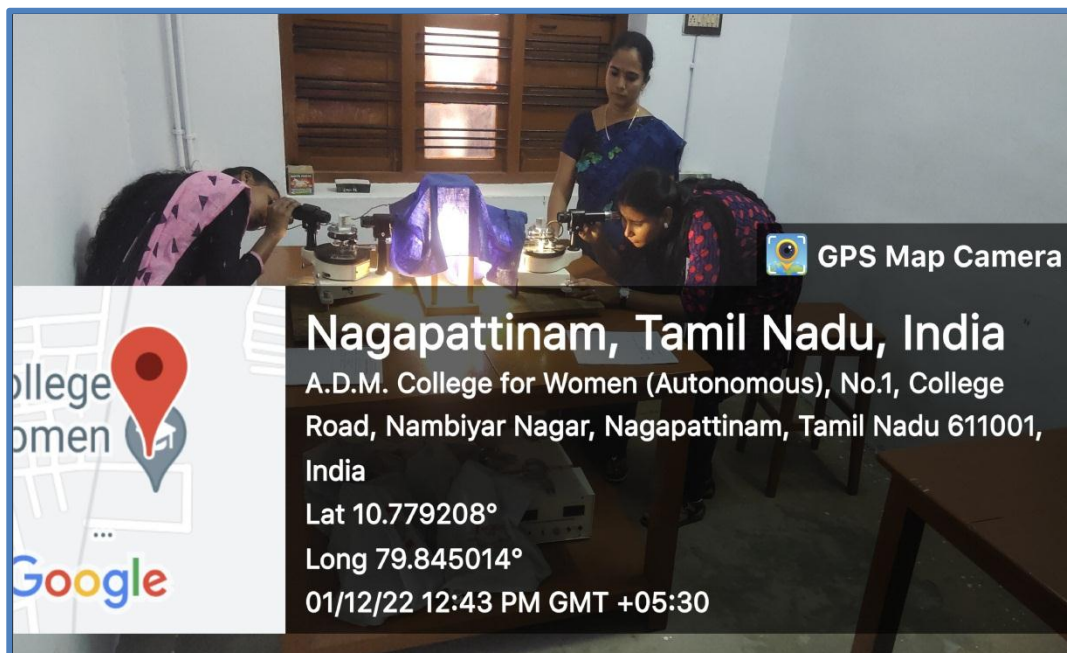 GPS Map Camera
Nagapattinam, Tamil Nadu, India
A.D.M. College for Women (Autonomous), No.1, College
Road, Nambiyar Nagar, Nagapattinam, Tamil Nadu 611001,
India
Lat 10.779208°
Long 79.845014°
01/12/22 12:43 PM GMT +05:30
ollege
omen
...
Google